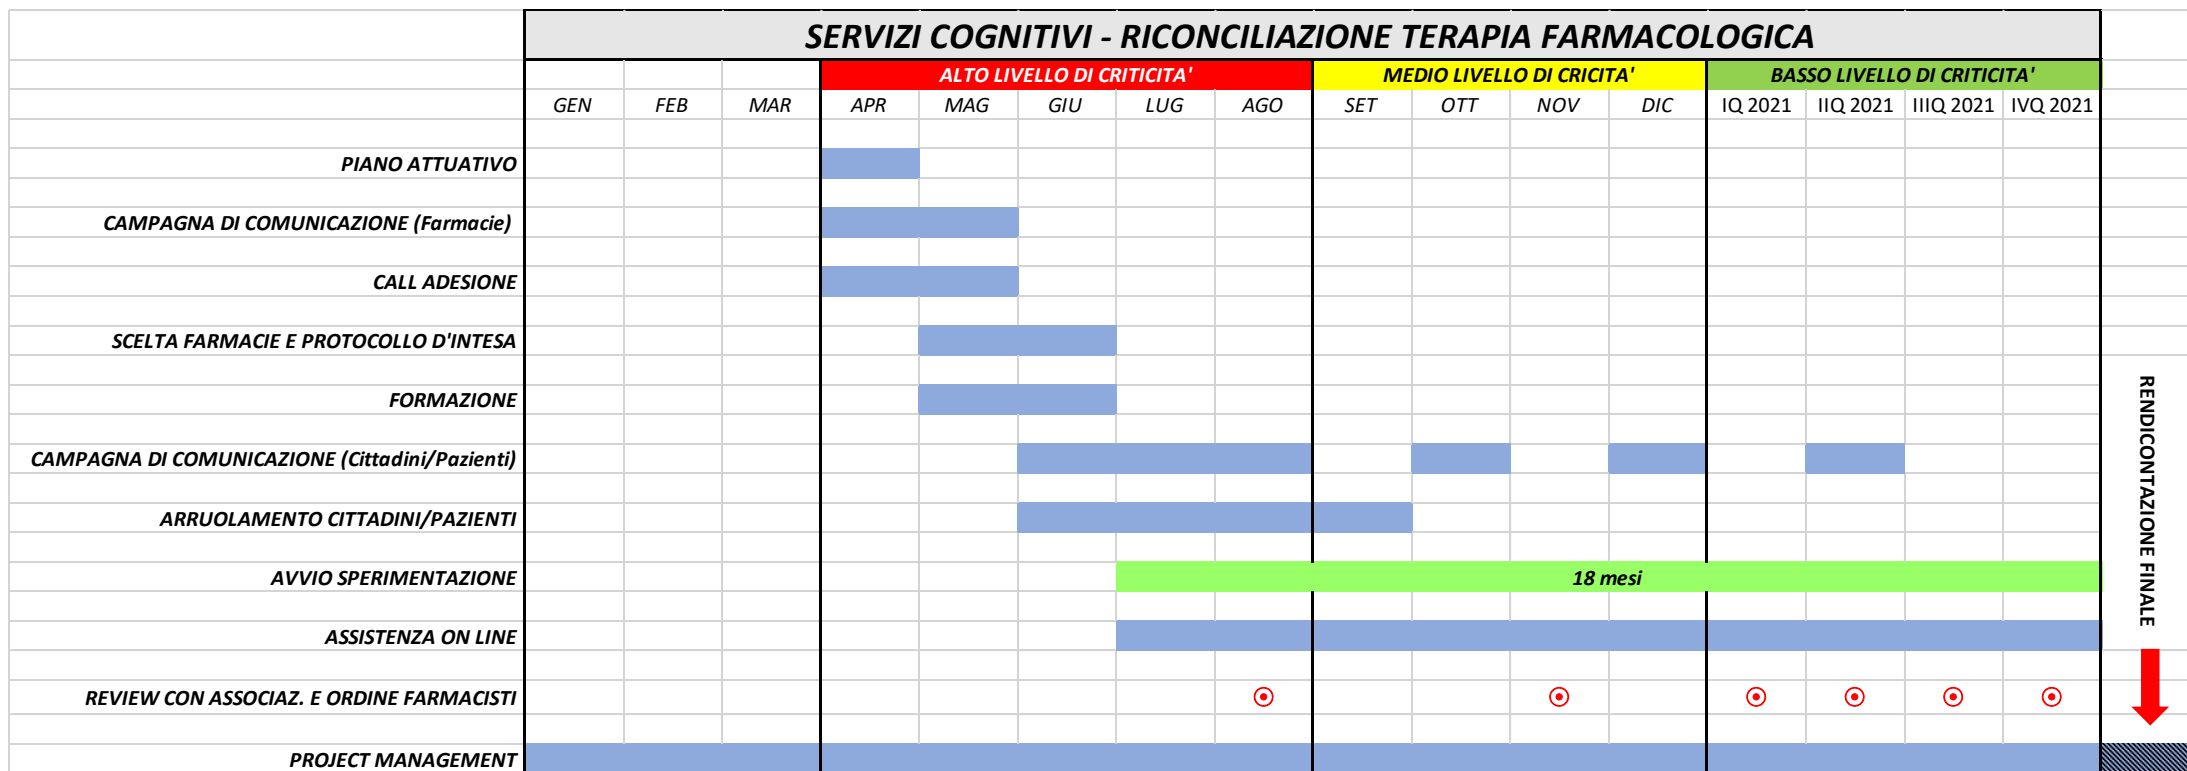 SERVIZI COGNITIVI - RICONCILIAZIONE TERAPIA FARMACOLOGICA
ALTO LIVELLO DI CRITICITA' MEDIO LIVELLO DI CRICITA' BASSO LIVELLO DI CRITICITA'
GEN FEB MAR APR MAG GIU LUG AGO SET OTT NOV DIC IQ 2021 IIQ 2021 IIIQ 2021 IVQ 2021
PIANO ATTUATIVO
CAMPAGNA DI COMUNICAZIONE (Farmacie)
CALL ADESIONE
SCELTA FARMACIE E PROTOCOLLO D'INTESA
FORMAZIONE
CAMPAGNA DI COMUNICAZIONE (Cittadini/Pazienti)
ARRUOLAMENTO CITTADINI/PAZIENTI
AVVIO SPERIMENTAZIONE 18 mesi
ASSISTENZA ON LINE
REVIEW CON ASSOCIAZ. E ORDINE FARMACISTI
PROJECT MANAGEMENT
RENDICONTAZIONE FINALE